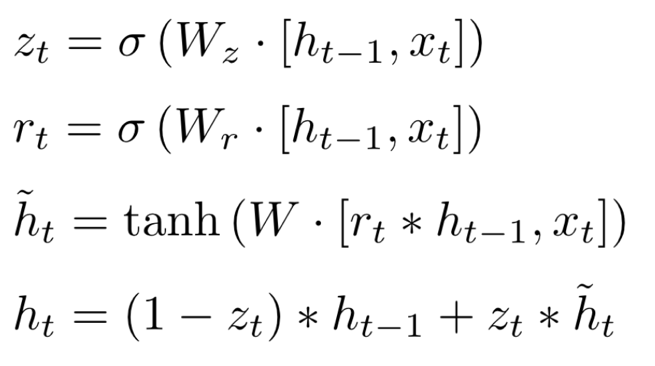 z_t = σ (W_z · [h_{t−1}, x_t])
r_t = σ (W_r · [h_{t−1}, x_t])
h̃_t = tanh (W · [r_t ∗ h_{t−1}, x_t])
h_t = (1 − z_t) ∗ h_{t−1} + z_t ∗ h̃_t